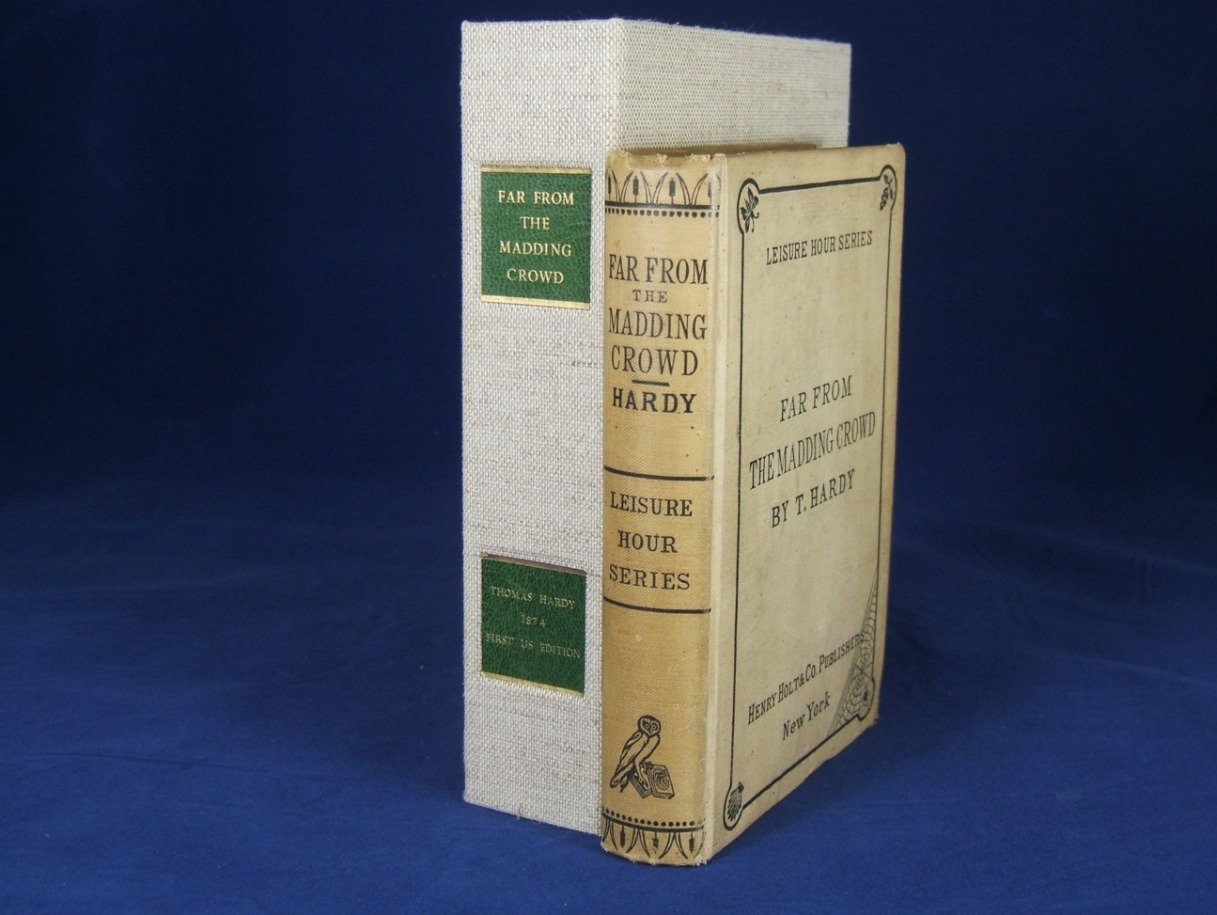 FAR FROM
THE
MADDING
CROWD
THOMAS HARDY
1874
FIRST US EDITION
FAR FROM
THE
MADDING
CROWD
HARDY
LEISURE
HOUR
SERIES
LEISURE HOUR SERIES
FAR FROM
THE MADDING CROWD
BY T. HARDY
HENRY HOLT & CO. PUBLISHERS
New York